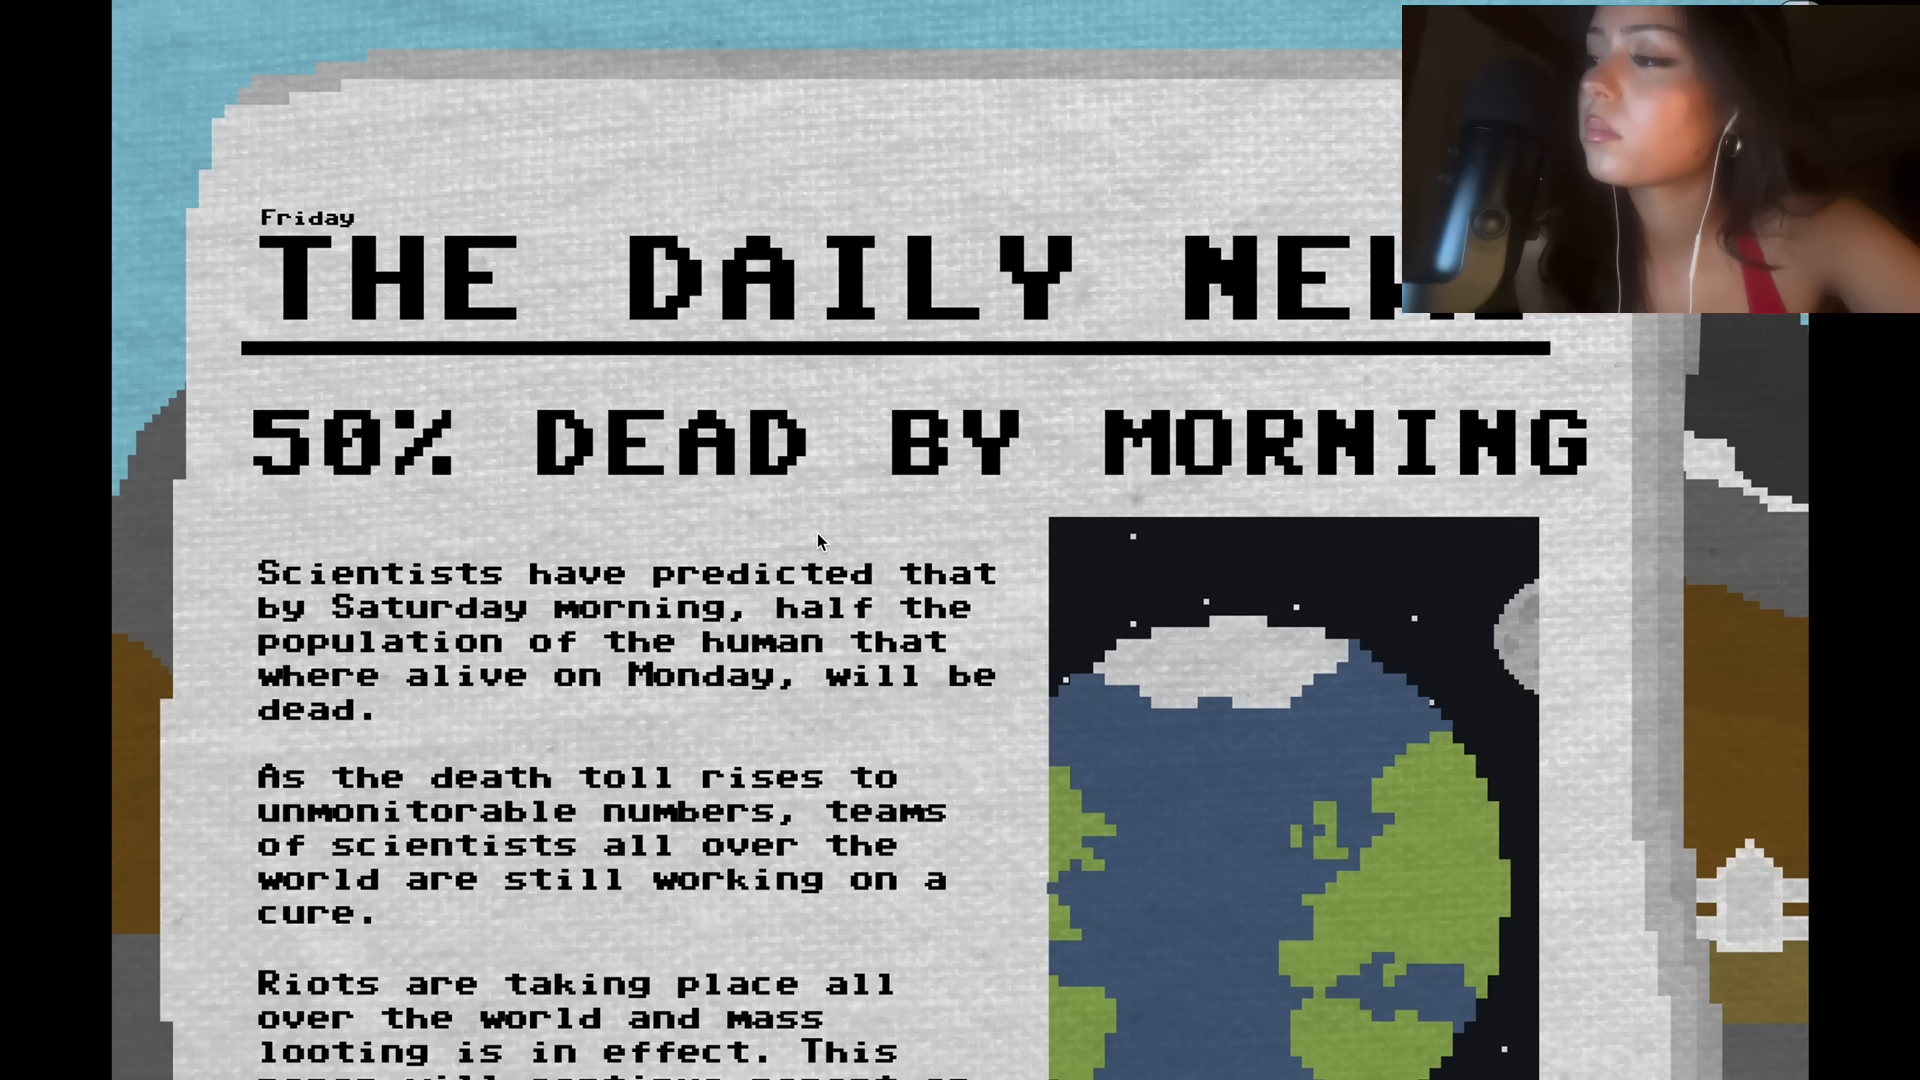 Friday
THE DAILY
50% DEAD BY MORNING
Scientists have predicted that
by Saturday morning, half the
population of the human that
where alive on Monday, will be
dead.
As the death toll rises to
unmonitorable numbers, teams
of scientists all over the
world are still working on a
cure.
Riots are taking place all
over the world and mass
looting is in effect. This